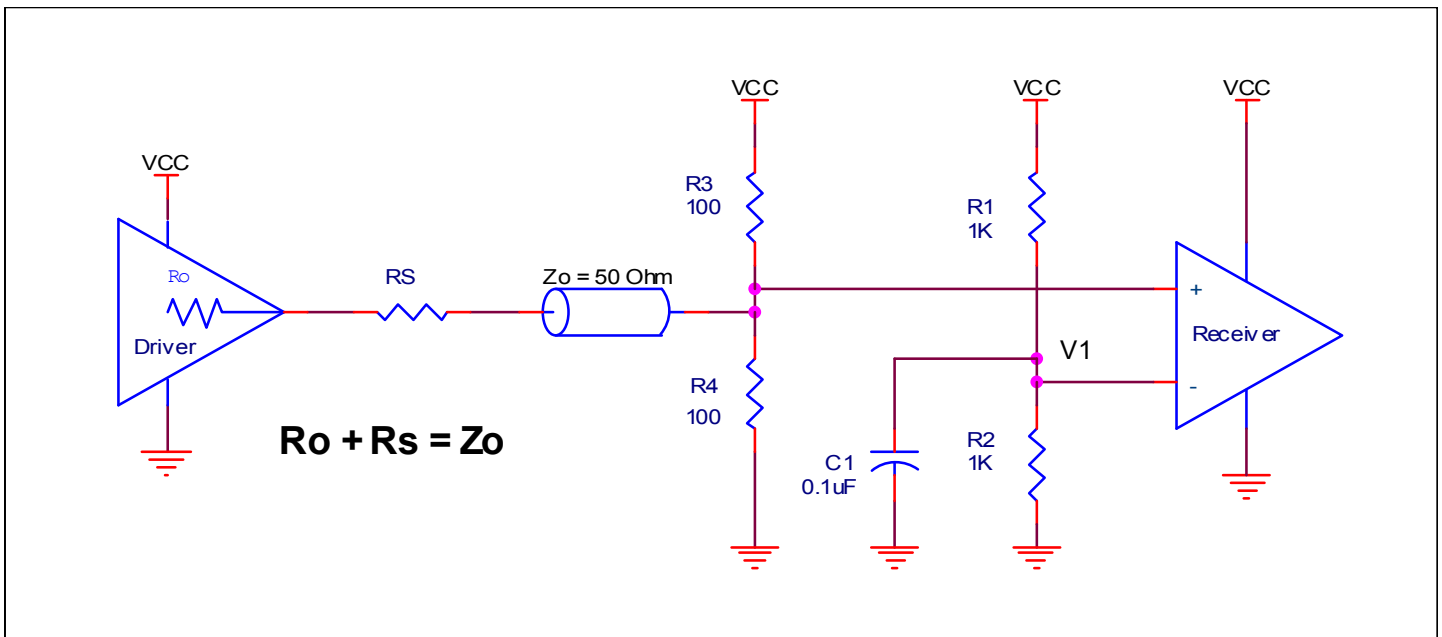 VCC
VCC
VCC
VCC
R3
100
R1
1K
Ro
RS
Zo = 50 Ohm
+
Driver
Receiver
V1
R4
100
-
Ro + Rs = Zo
C1
0.1uF
R2
1K